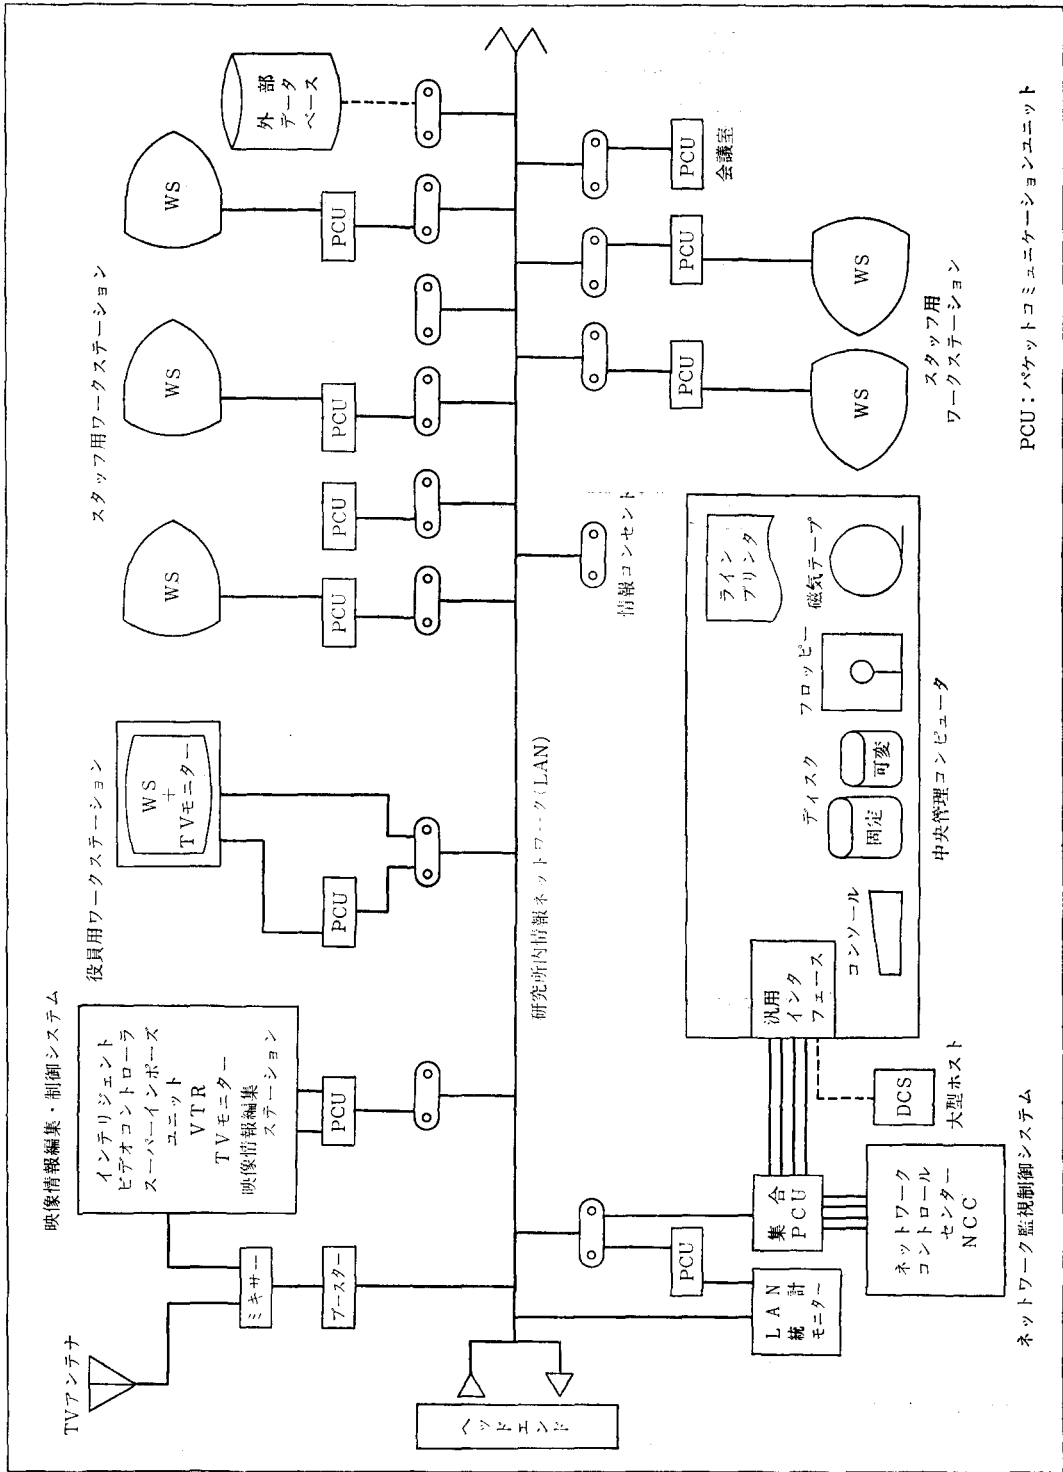 TVアンテナ
ヘッドエンド
ミキサー
ブースター
映像情報編集・制御システム
インテリジェント
ビデオコントローラ
スーパーインポーズ
ユニット
VTR
TVモニター
映像情報編集
ステーション
PCU
役員用ワークステーション
WS
+
TVモニター
PCU
スタッフ用ワークステーション
WS
WS
WS
PCU
PCU
PCU
PCU
外部
データ
ベース
研究所内情報ネットワーク(LAN)
LAN
統計
モニター
PCU
集合
PCU
ネットワーク
コントロール
センター
NCC
ネットワーク監視制御システム
DCS
大型ホスト
汎用
インタ
フェース
コンソール
ディスク
固定
可変
フロッピー
磁気テープ
ライン
プリンタ
中央管理コンピュータ
情報コンセント
PCU
PCU
PCU
会議室
WS
WS
スタッフ用
ワークステーション
PCU:パケットコミュニケーションユニット